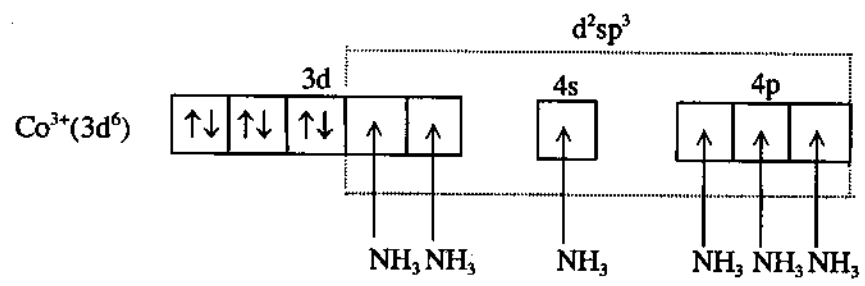 d²sp³
3d 4s 4p
Co³⁺(3d⁶) ↑↓ ↑↓ ↑↓
NH₃ NH₃ NH₃ NH₃ NH₃ NH₃